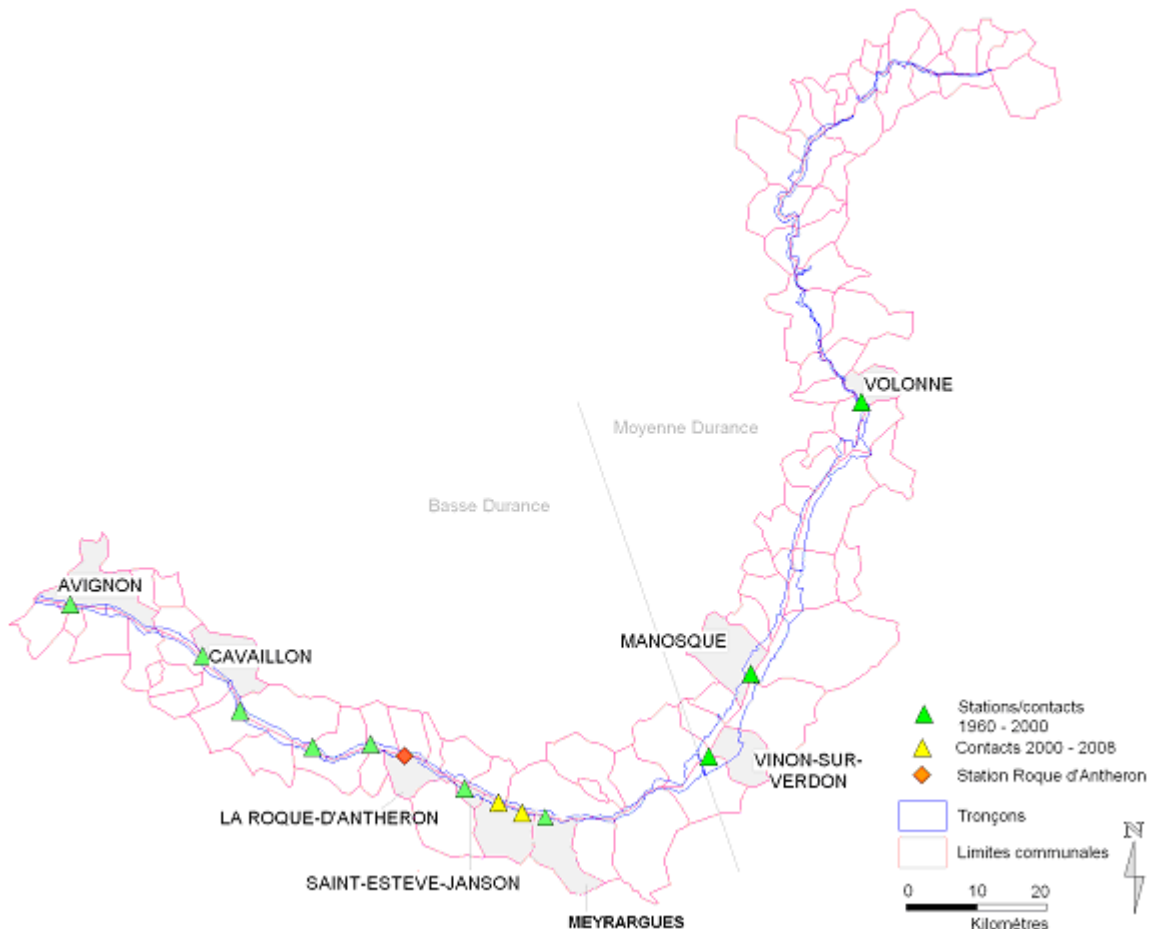 VOLONNE
Moyenne Durance
Basse Durance
AVIGNON
CAVAILLON
MANOSQUE
VINON-SUR-
VERDON
LA ROQUE-D'ANTHERON
SAINT-ESTEVE-JANSON
MEYRARGUES
Stations/contacts
1960 - 2000
Contacts 2000 - 2008
Station Roque d'Antheron
Tronçons
Limites communales
N
0 10 20
Kilomètres